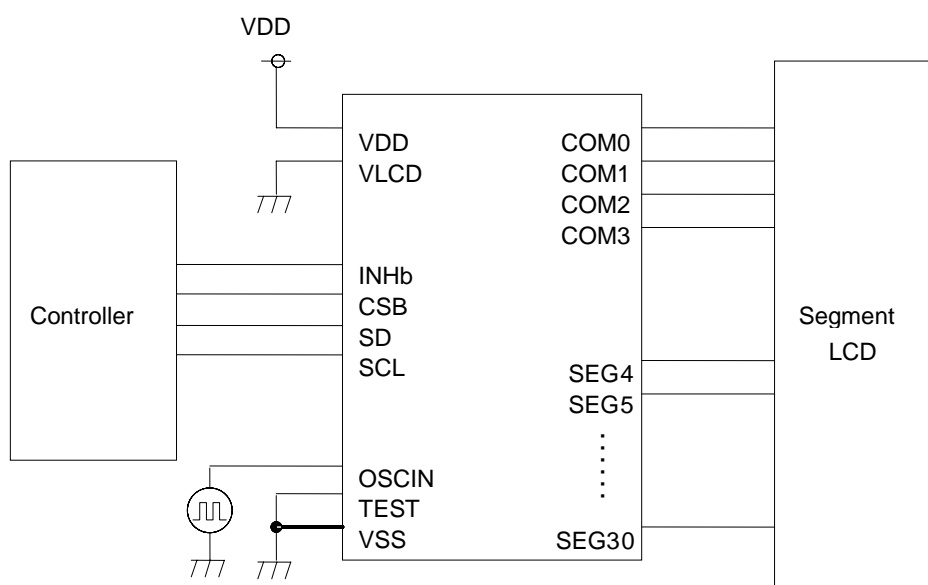 VDD
VDD
VLCD
INHb
CSB
SD
SCL
OSCIN
TEST
VSS
COM0
COM1
COM2
COM3
SEG4
SEG5
SEG30
Controller
Segment
LCD